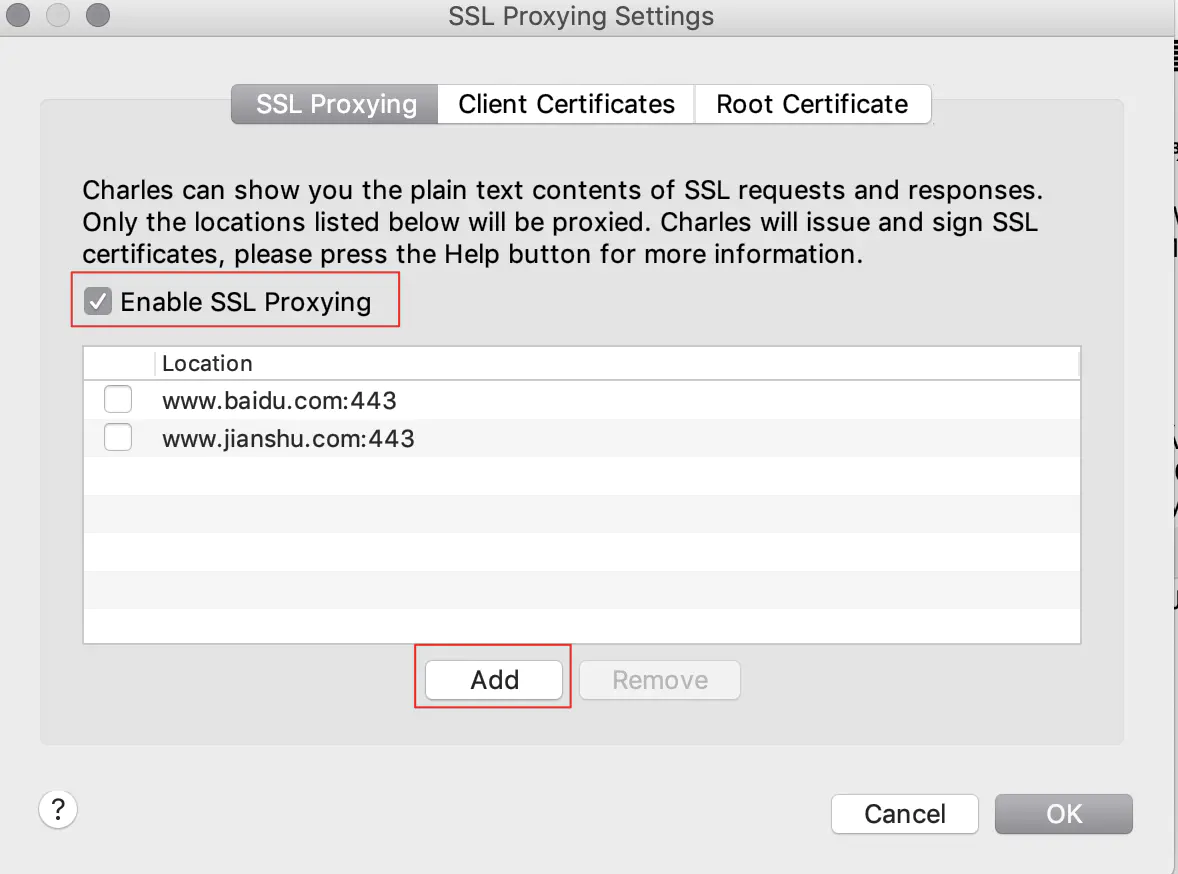 SSL Proxying Settings
SSL Proxying
Client Certificates
Root Certificate
Charles can show you the plain text contents of SSL requests and responses.
Only the locations listed below will be proxied. Charles will issue and sign SSL
certificates, please press the Help button for more information.
Enable SSL Proxying
Location
www.baidu.com:443
www.jianshu.com:443
Add
Remove
?
Cancel
OK